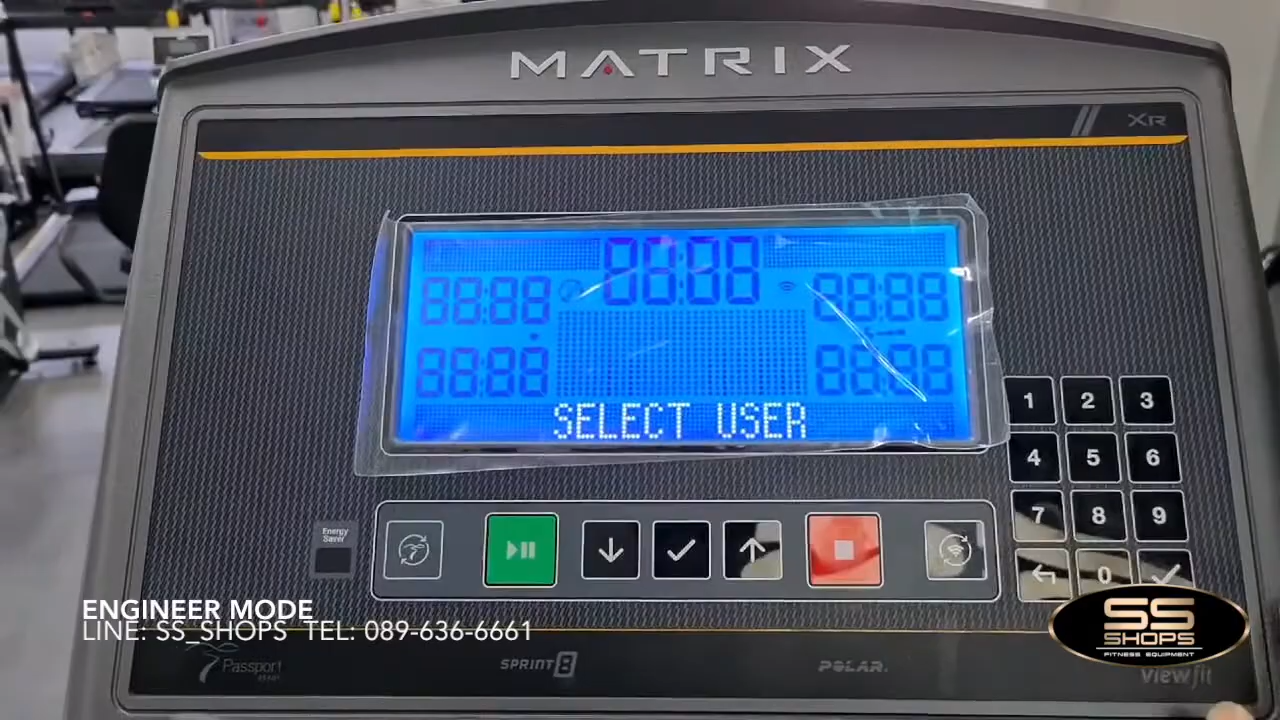 MATRIX
XR
88:88
88:88
88:88
88:88
88:88
SELECT USER
1 2 3
4 5 6
7 8 9
0
Energy
Saver
ENGINEER MODE
LINE: SS_SHOPS TEL: 089-636-6661
SS
SHOPS
FITNESS EQUIPMENT
Passport
SPRINT 8
POLAR.
viewfit